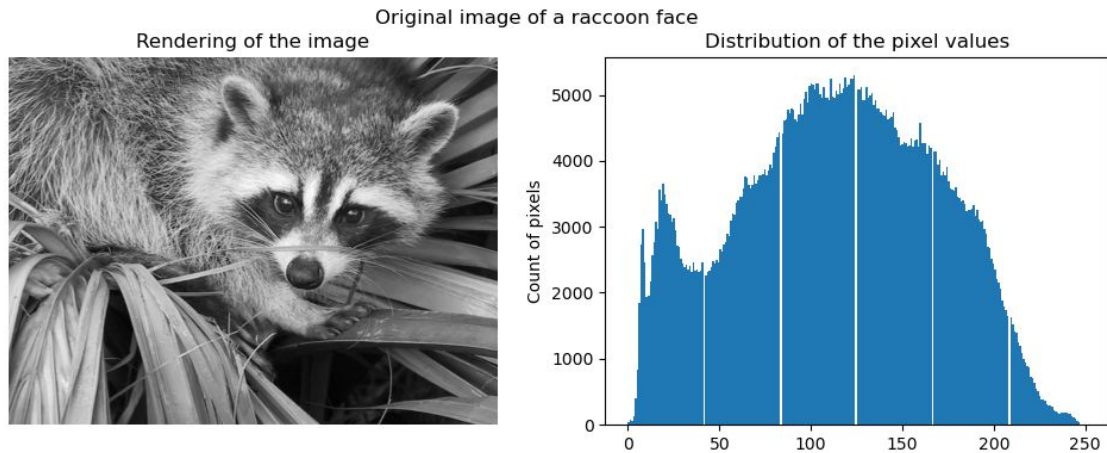 Original image of a raccoon face
Rendering of the image
Distribution of the pixel values
Count of pixels
5000
4000
3000
2000
1000
0
0 50 100 150 200 250